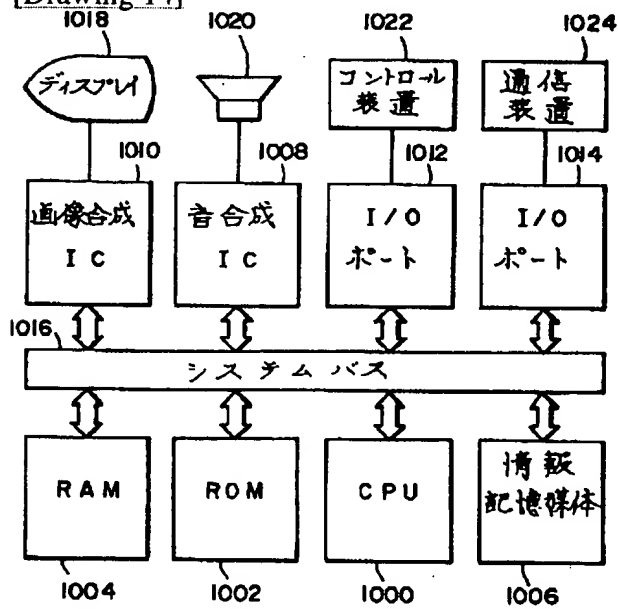 [Drawing 14]
1018 1020 1022 1024
ディスプレイ
コントロール
装置
通信
装置
1010 1008 1012 1014
画像合成
IC
音合成
IC
I/O
ポート
I/O
ポート
1016
システムバス
RAM
ROM
CPU
情報
記憶媒体
1004 1002 1000 1006